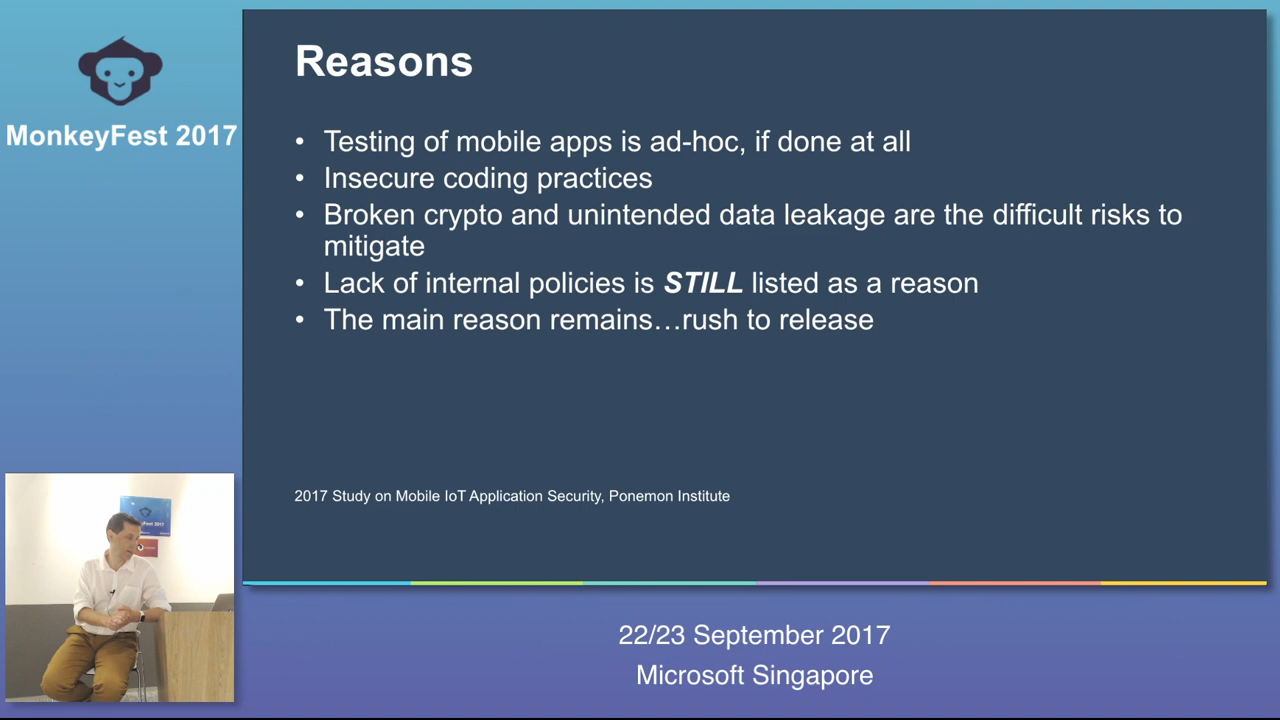 MonkeyFest 2017
Reasons
• Testing of mobile apps is ad-hoc, if done at all
• Insecure coding practices
• Broken crypto and unintended data leakage are the difficult risks to
mitigate
• Lack of internal policies is STILL listed as a reason
• The main reason remains…rush to release
2017 Study on Mobile IoT Application Security, Ponemon Institute
22/23 September 2017
Microsoft Singapore